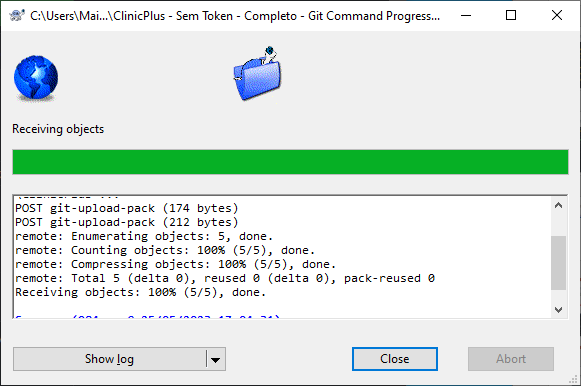 C:\Users\Mai...\ClinicPlus - Sem Token - Completo - Git Command Progress...
Receiving objects
POST git-upload-pack (174 bytes)
POST git-upload-pack (212 bytes)
remote: Enumerating objects: 5, done.
remote: Counting objects: 100% (5/5), done.
remote: Compressing objects: 100% (5/5), done.
remote: Total 5 (delta 0), reused 0 (delta 0), pack-reused 0
Receiving objects: 100% (5/5), done.
Show log
Close
Abort